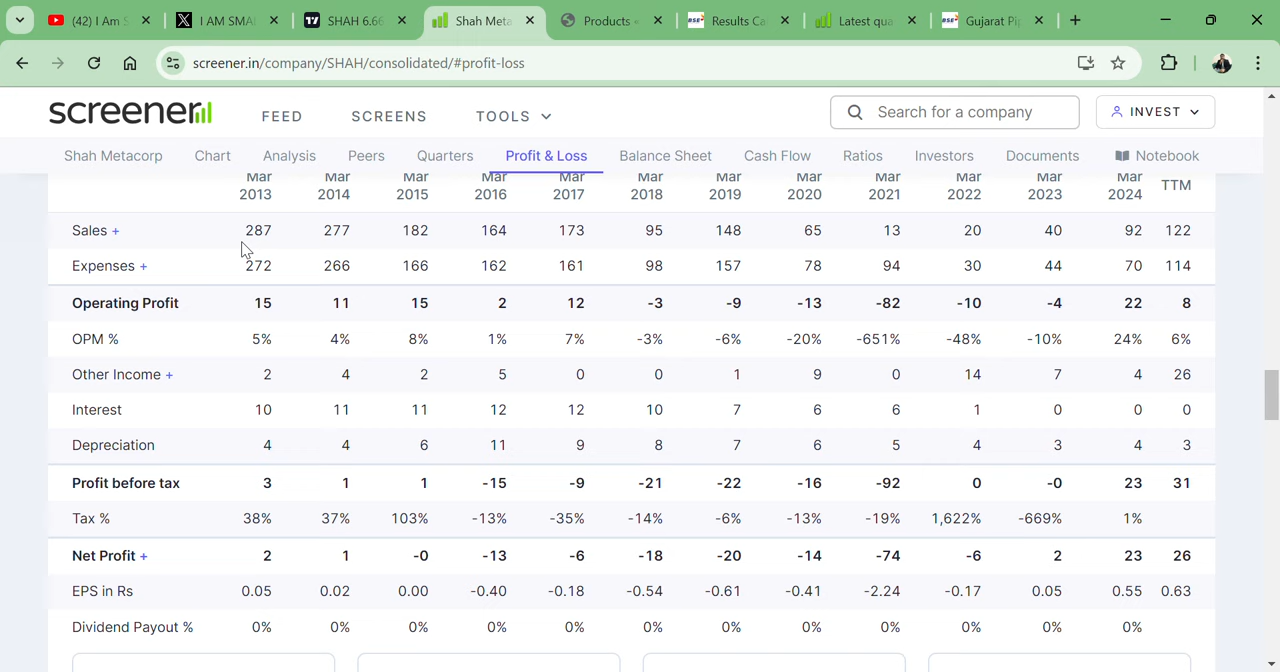 (42) I Am S
I AM SMA
SHAH 6.66
Shah Meta
Products «
BSE Results Ca
Latest qua
BSE Gujarat Pi
screener.in/company/SHAH/consolidated/#profit-loss
screener
FEED
SCREENS
TOOLS
Search for a company
INVEST
Shah Metacorp Chart Analysis Peers Quarters Profit & Loss Balance Sheet Cash Flow Ratios Investors Documents Notebook
Mar Mar Mar Mar Mar Mar Mar Mar Mar Mar Mar Mar
2013 2014 2015 2016 2017 2018 2019 2020 2021 2022 2023 2024 TTM
Sales + 287 277 182 164 173 95 148 65 13 20 40 92 122
Expenses + 272 266 166 162 161 98 157 78 94 30 44 70 114
Operating Profit 15 11 15 2 12 -3 -9 -13 -82 -10 -4 22 8
OPM % 5% 4% 8% 1% 7% -3% -6% -20% -651% -48% -10% 24% 6%
Other Income + 2 4 2 5 0 0 1 9 0 14 7 4 26
Interest 10 11 11 12 12 10 7 6 6 1 0 0 0
Depreciation 4 4 6 11 9 8 7 6 5 4 3 4 3
Profit before tax 3 1 1 -15 -9 -21 -22 -16 -92 0 -0 23 31
Tax % 38% 37% 103% -13% -35% -14% -6% -13% -19% 1,622% -669% 1%
Net Profit + 2 1 -0 -13 -6 -18 -20 -14 -74 -6 2 23 26
EPS in Rs 0.05 0.02 0.00 -0.40 -0.18 -0.54 -0.61 -0.41 -2.24 -0.17 0.05 0.55 0.63
Dividend Payout % 0% 0% 0% 0% 0% 0% 0% 0% 0% 0% 0% 0%